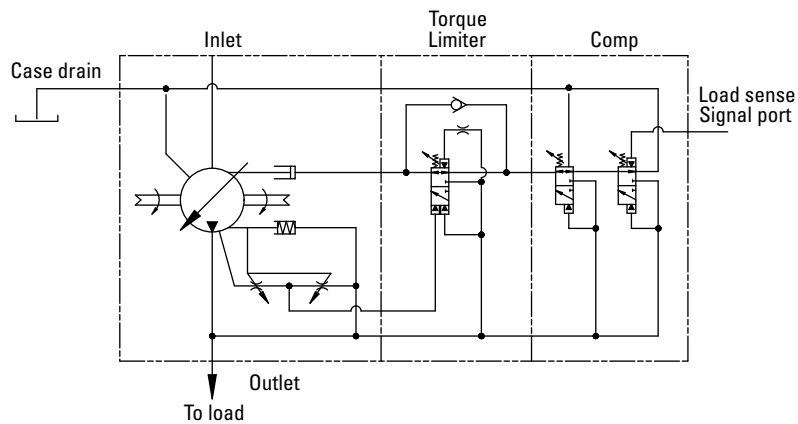 Inlet
Torque
Limiter
Comp
Case drain
Load sense
Signal port
Outlet
To load